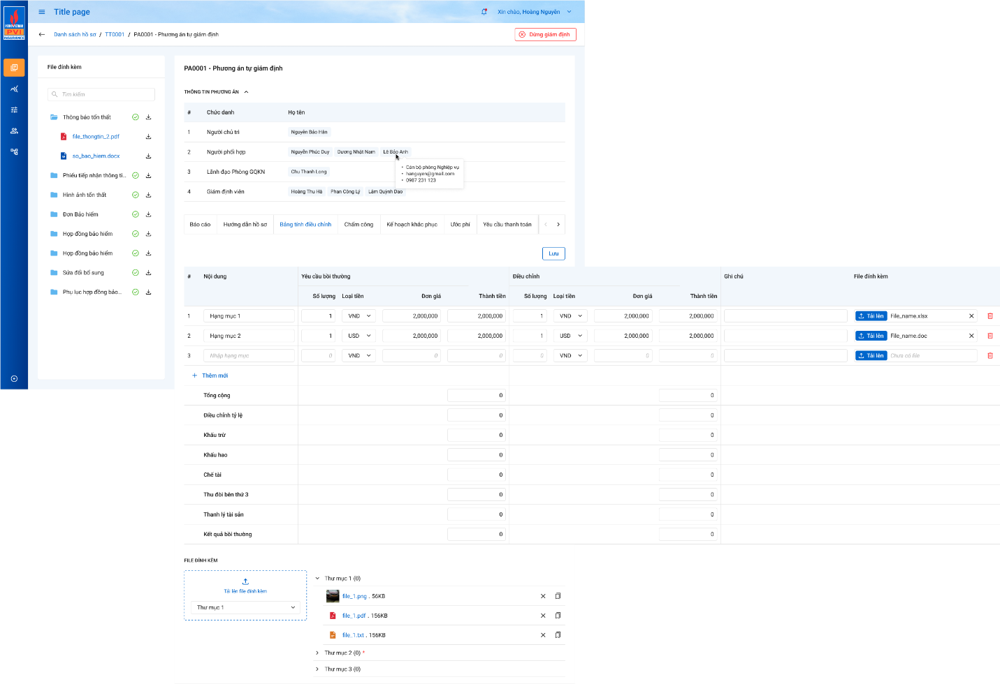 PETROVIETNAM
PVI
INSURANCE
Title page
Xin chào, Hoàng Nguyên
Danh sách hồ sơ / TT0001 / PA0001 - Phương án tự giám định
Dừng giám định
File đính kèm
Tìm kiếm
Thông báo tổn thất
file_thongtin_2.pdf
so_bao_hiem.docx
Phiếu tiếp nhận thông ti...
Hình ảnh tổn thất
Đơn Bảo hiểm
Hợp đồng bảo hiểm
Hợp đồng bảo hiểm
Sửa đổi bổ sung
Phụ lục hợp đồng bảo...
PA0001 - Phương án tự giám định
THÔNG TIN PHƯƠNG ÁN
# Chức danh Họ tên
1 Người chủ trì Nguyễn Bảo Hân
2 Người phối hợp Nguyễn Phúc Duy Dương Nhật Nam Lê Bảo Anh
• Cán bộ phòng Nghiệp vụ
• hanguyen@gmail.com
• 0987 231 123
3 Lãnh đạo Phòng GQKN Chu Thanh Long
4 Giám định viên Hoàng Thu Hà Phan Công Lý Lâm Quỳnh Dao
Báo cáo Hướng dẫn hồ sơ Bảng tính điều chỉnh Chấm công Kế hoạch khắc phục Ước phí Yêu cầu thanh toán
Lưu
# Nội dung Yêu cầu bồi thường Điều chỉnh Ghi chú File đính kèm
Số lượng Loại tiền Đơn giá Thành tiền Số lượng Loại tiền Đơn giá Thành tiền
1 Hạng mục 1 1 VND 2,000,000 2,000,000 1 VND 2,000,000 2,000,000 Tải lên File_name.xlsx
2 Hạng mục 2 1 USD 2,000,000 2,000,000 1 USD 2,000,000 2,000,000 Tải lên File_name.doc
3 Nhập hạng mục 0 VND 0 0 0 VND 0 0 Tải lên Chưa có file
+ Thêm mới
Tổng cộng 0 0
Điều chỉnh tỷ lệ 0 0
Khấu trừ 0 0
Khấu hao 0 0
Chế tài 0 0
Thu đòi bên thứ 3 0 0
Thanh lý tài sản 0 0
Kết quả bồi thường 0 0
FILE ĐÍNH KÈM
Tải lên file đính kèm
Thư mục 1
Thư mục 1 (0)
file_1.png . 56KB
file_1.pdf . 156KB
file_1.txt . 156KB
Thư mục 2 (0) *
Thư mục 3 (0)